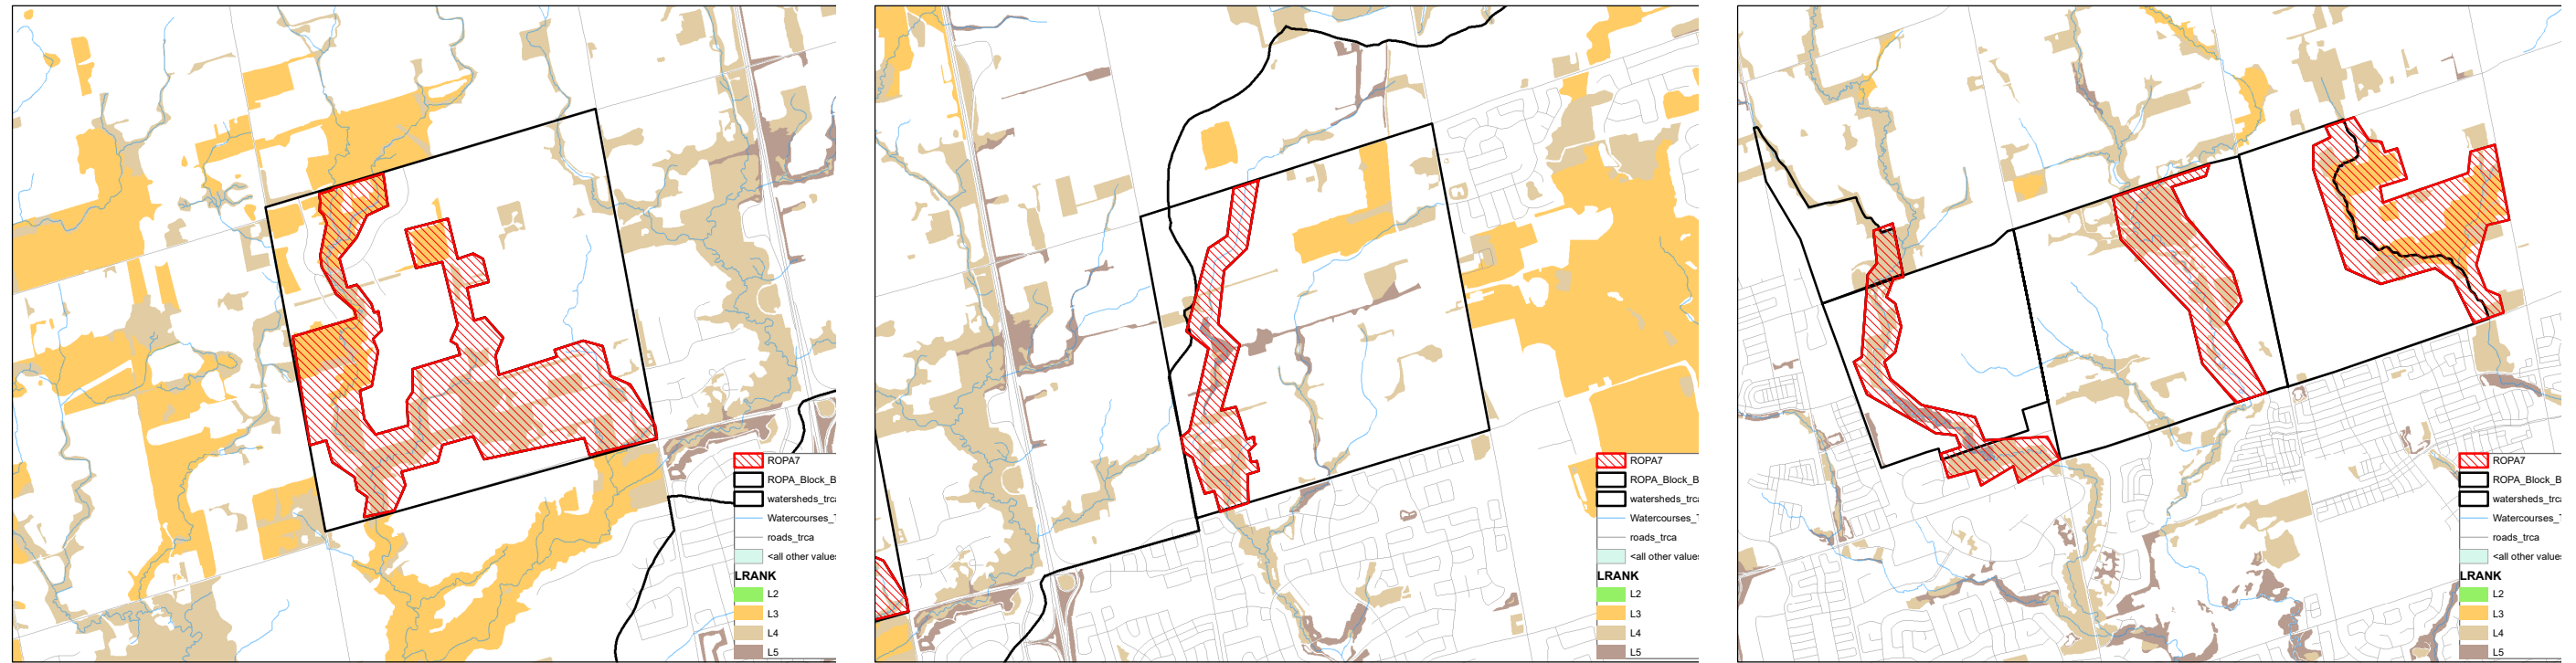 ROPA7
ROPA_Block_B
watersheds_trc
Watercourses_
roads_trca
<all other value
LRANK
L2
L3
L4
L5
ROPA7
ROPA_Block_B
watersheds_trc
Watercourses_
roads_trca
<all other value
LRANK
L2
L3
L4
L5
ROPA7
ROPA_Block_B
watersheds_trc
Watercourses_
roads_trca
<all other value
LRANK
L2
L3
L4
L5